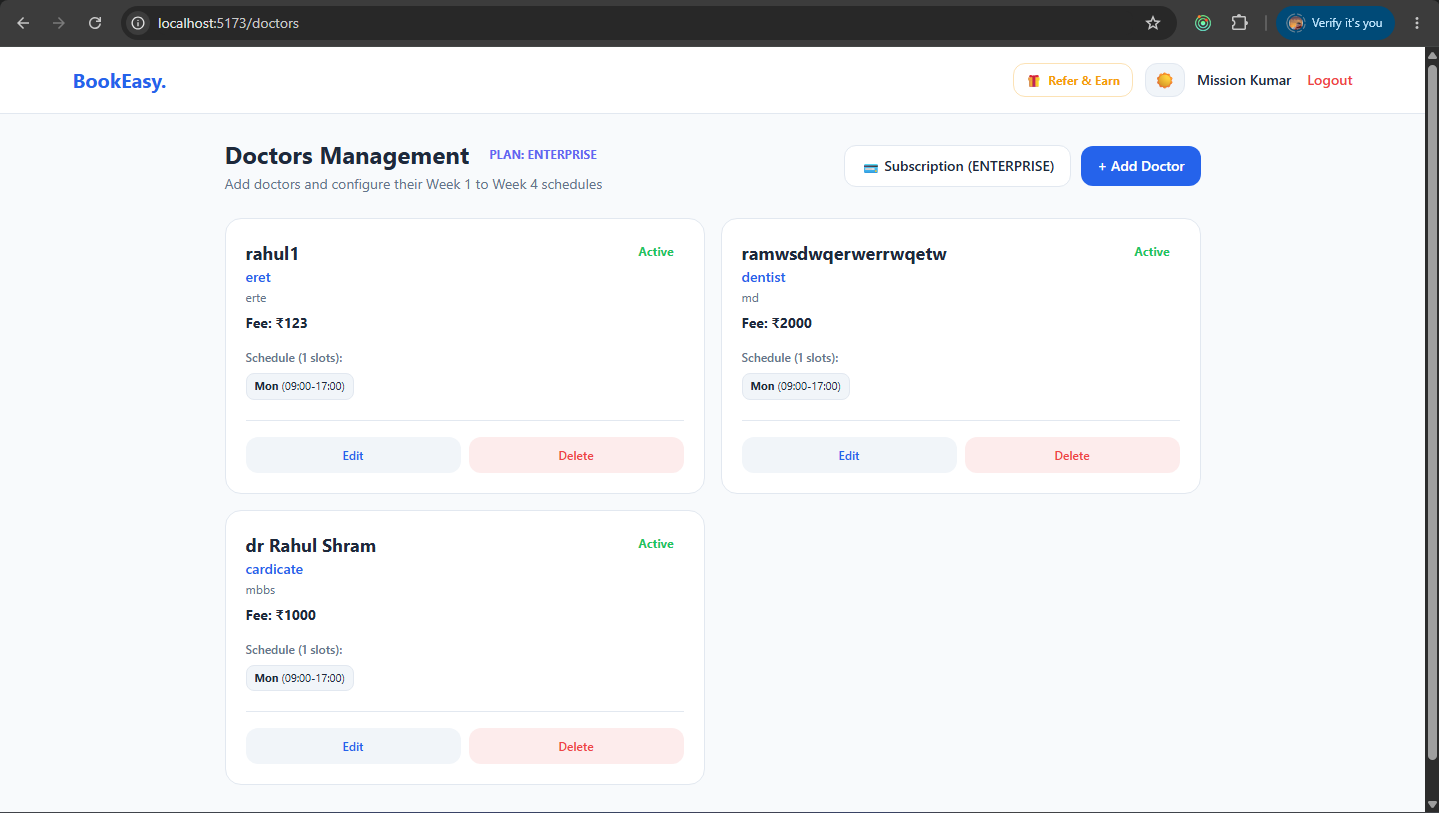 localhost:5173/doctors
Verify it's you
BookEasy.
Refer & Earn
Mission Kumar
Logout
Doctors Management
PLAN: ENTERPRISE
Add doctors and configure their Week 1 to Week 4 schedules
Subscription (ENTERPRISE)
+ Add Doctor
rahul1
Active
eret
erte
Fee: ₹123
Schedule (1 slots):
Mon (09:00-17:00)
Edit
Delete
ramwsdwqerwerrwqetw
Active
dentist
md
Fee: ₹2000
Schedule (1 slots):
Mon (09:00-17:00)
Edit
Delete
dr Rahul Shram
Active
cardicate
mbbs
Fee: ₹1000
Schedule (1 slots):
Mon (09:00-17:00)
Edit
Delete